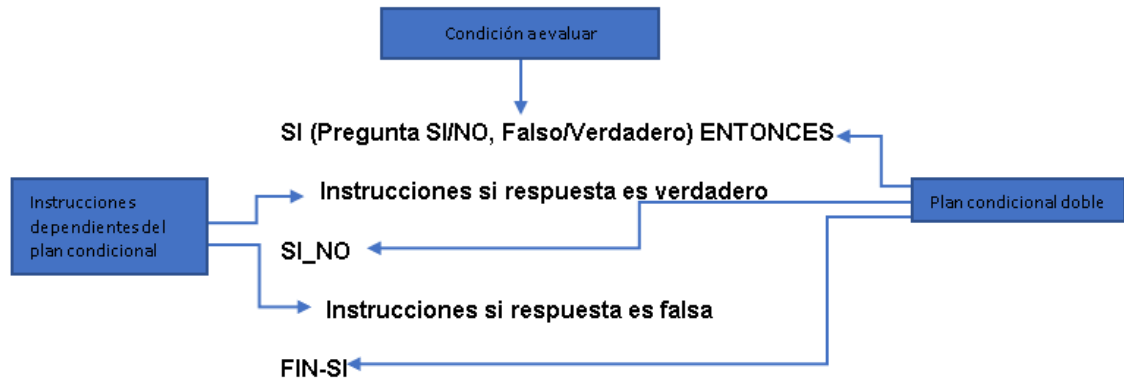 Condición a evaluar
SI (Pregunta SI/NO, Falso/Verdadero) ENTONCES
Instrucciones si respuesta es verdadero
Instrucciones
dependientes del
plan condicional
Plan condicional doble
SI_NO
Instrucciones si respuesta es falsa
FIN-SI